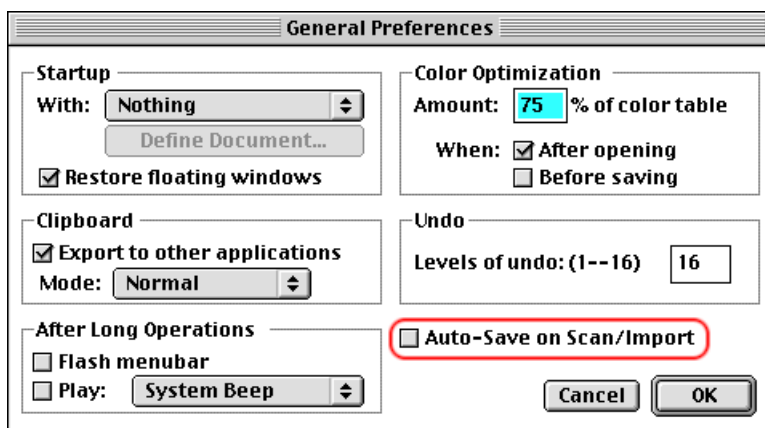 General Preferences
Startup
With: Nothing
Define Document...
Restore floating windows
Color Optimization
Amount: 75 % of color table
When: After opening
Before saving
Clipboard
Export to other applications
Mode: Normal
Undo
Levels of undo: (1--16) 16
After Long Operations
Flash menubar
Play: System Beep
Auto-Save on Scan/Import
Cancel OK